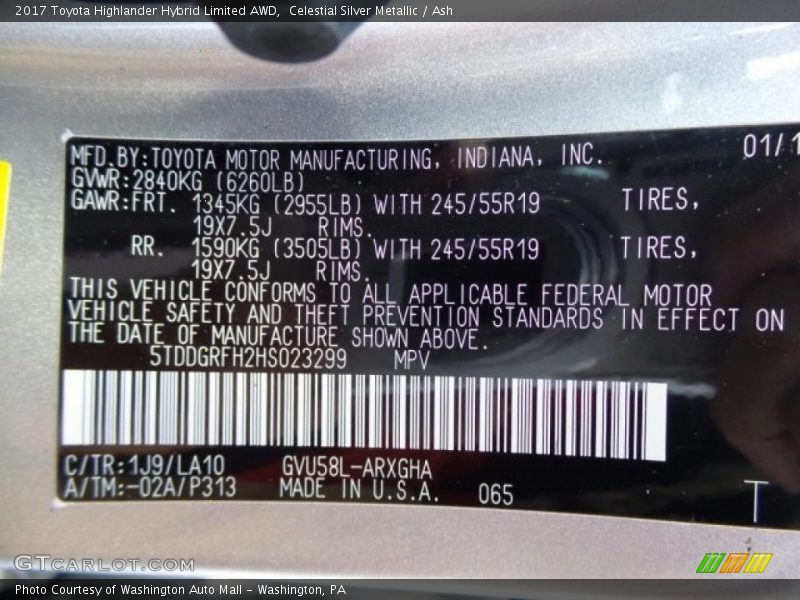 2017 Toyota Highlander Hybrid Limited AWD, Celestial Silver Metallic / Ash
MFD.BY:TOYOTA MOTOR MANUFACTURING, INDIANA, INC. 01/1
GVWR:2840KG (6260LB)
GAWR:FRT. 1345KG (2955LB) WITH 245/55R19 TIRES,
19X7.5J RIMS.
RR. 1590KG (3505LB) WITH 245/55R19 TIRES,
19X7.5J RIMS.
THIS VEHICLE CONFORMS TO ALL APPLICABLE FEDERAL MOTOR
VEHICLE SAFETY AND THEFT PREVENTION STANDARDS IN EFFECT ON
THE DATE OF MANUFACTURE SHOWN ABOVE.
5TDDGRFH2HS023299 MPV
C/TR:1J9/LA10 GVU58L-ARXGHA
A/TM:-02A/P313 MADE IN U.S.A. 065 T
GTCARLOT.COM
Photo Courtesy of Washington Auto Mall - Washington, PA